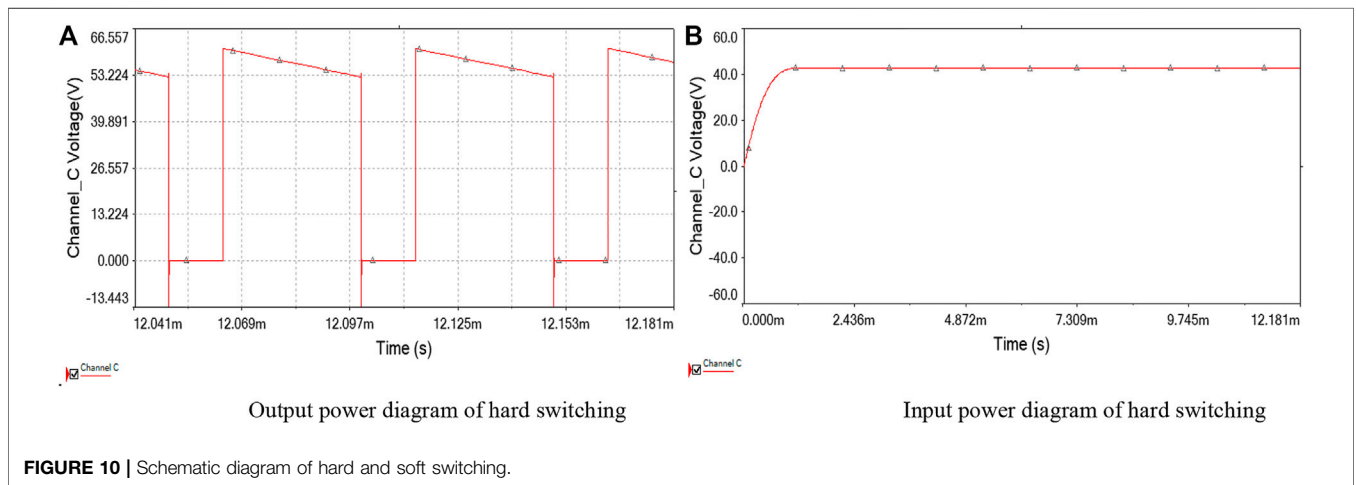 A
66.557
53.224
39.891
26.557
13.224
0.000
-13.443
Channel_C Voltage(V)
12.041m 12.069m 12.097m 12.125m 12.153m 12.181m
Time (s)
Channel C
Output power diagram of hard switching
B
60.0
40.0
20.0
0.0
-20.0
-40.0
-60.0
Channel_C Voltage(V)
0.000m 2.436m 4.872m 7.309m 9.745m 12.181m
Time (s)
Channel C
Input power diagram of hard switching
FIGURE 10 | Schematic diagram of hard and soft switching.